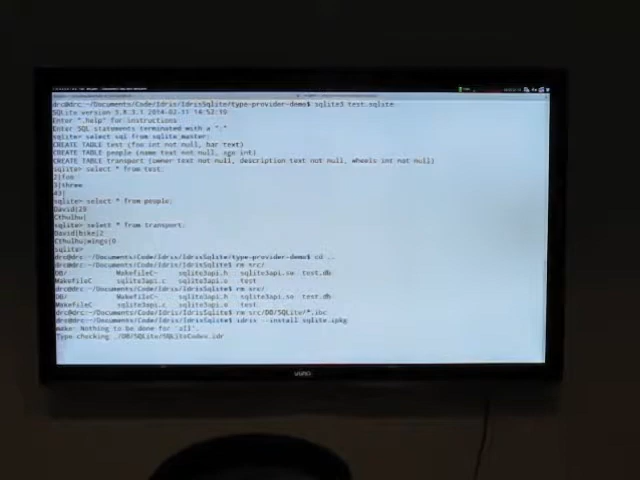 drc@drc:~/Documents/Code/Idris/IdrisSqlite/type-provider-demo$ sqlite3 test.sqlite
SQLite version 3.8.3.1 2014-02-11 14:52:19
Enter ".help" for instructions
Enter SQL statements terminated with a ";"
sqlite> select sql from sqlite_master;
CREATE TABLE test (foo int not null, bar text)
CREATE TABLE people (name text not null, age int)
CREATE TABLE transport (owner text not null, description text not null, wheels int not null)
sqlite> select * from test;
2|foo
3|three
43|
sqlite> select * from people;
David|28
Cthulhu|
sqlite> select * from transport;
David|bike|2
Cthulhu|wings|0
sqlite>
drc@drc:~/Documents/Code/Idris/IdrisSqlite/type-provider-demo$ cd ..
drc@drc:~/Documents/Code/Idris/IdrisSqlite$ rm src/
DB/ MakefileC~ sqlite3api.h sqlite3api.so test.db
MakefileC sqlite3api.c sqlite3api.o test
drc@drc:~/Documents/Code/Idris/IdrisSqlite$ rm src/
DB/ MakefileC~ sqlite3api.h sqlite3api.so test.db
MakefileC sqlite3api.c sqlite3api.o test
drc@drc:~/Documents/Code/Idris/IdrisSqlite$ rm src/DB/SQLite/*.ibc
drc@drc:~/Documents/Code/Idris/IdrisSqlite$ idris --install sqlite.ipkg
make: Nothing to be done for `all'.
Type checking ./DB/SQLite/SQLiteCodes.idr
VIZIO